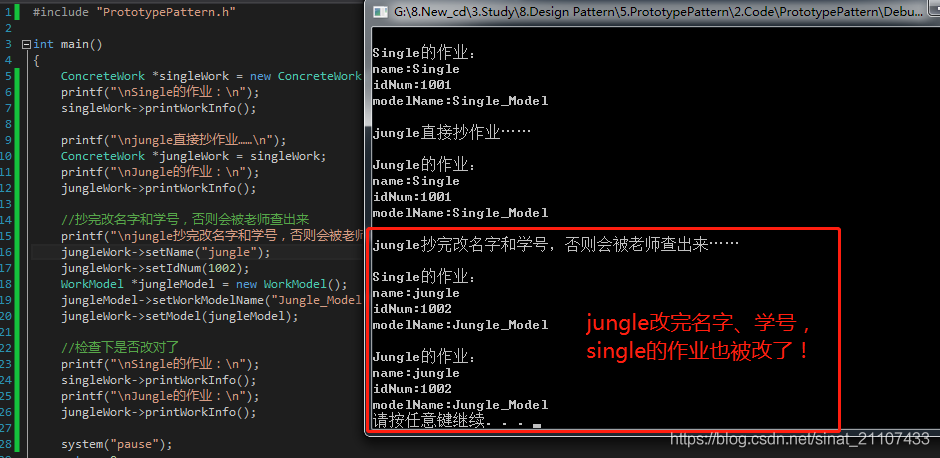 #include "PrototypePattern.h"
int main()
{
ConcreteWork *singleWork = new ConcreteWork
printf("\nSingle的作业：\n");
singleWork->printWorkInfo();
printf("\njungle直接抄作业……\n");
ConcreteWork *jungleWork = singleWork;
printf("\nJungle的作业：\n");
jungleWork->printWorkInfo();
//抄完改名字和学号，否则会被老师查出来
printf("\njungle抄完改名字和学号，否则会被老师
jungleWork->setName("jungle");
jungleWork->setIdNum(1002);
WorkModel *jungleModel = new WorkModel();
jungleModel->setWorkModelName("Jungle_Model
jungleWork->setModel(jungleModel);
//检查下是否改对了
printf("\nSingle的作业：\n");
singleWork->printWorkInfo();
printf("\nJungle的作业：\n");
jungleWork->printWorkInfo();
system("pause");
G:\8.New_cd\3.Study\8.Design Pattern\5.PrototypePattern\2.Code\PrototypePattern\Debu...
Single的作业：
name:Single
idNum:1001
modelName:Single_Model
jungle直接抄作业……
Jungle的作业：
name:Single
idNum:1001
modelName:Single_Model
jungle抄完改名字和学号，否则会被老师查出来……
Single的作业：
name:jungle
idNum:1002
modelName:Jungle_Model
Jungle的作业：
name:jungle
idNum:1002
modelName:Jungle_Model
请按任意键继续. . .
jungle改完名字、学号，
single的作业也被改了！
https://blog.csdn.net/sinat_21107433